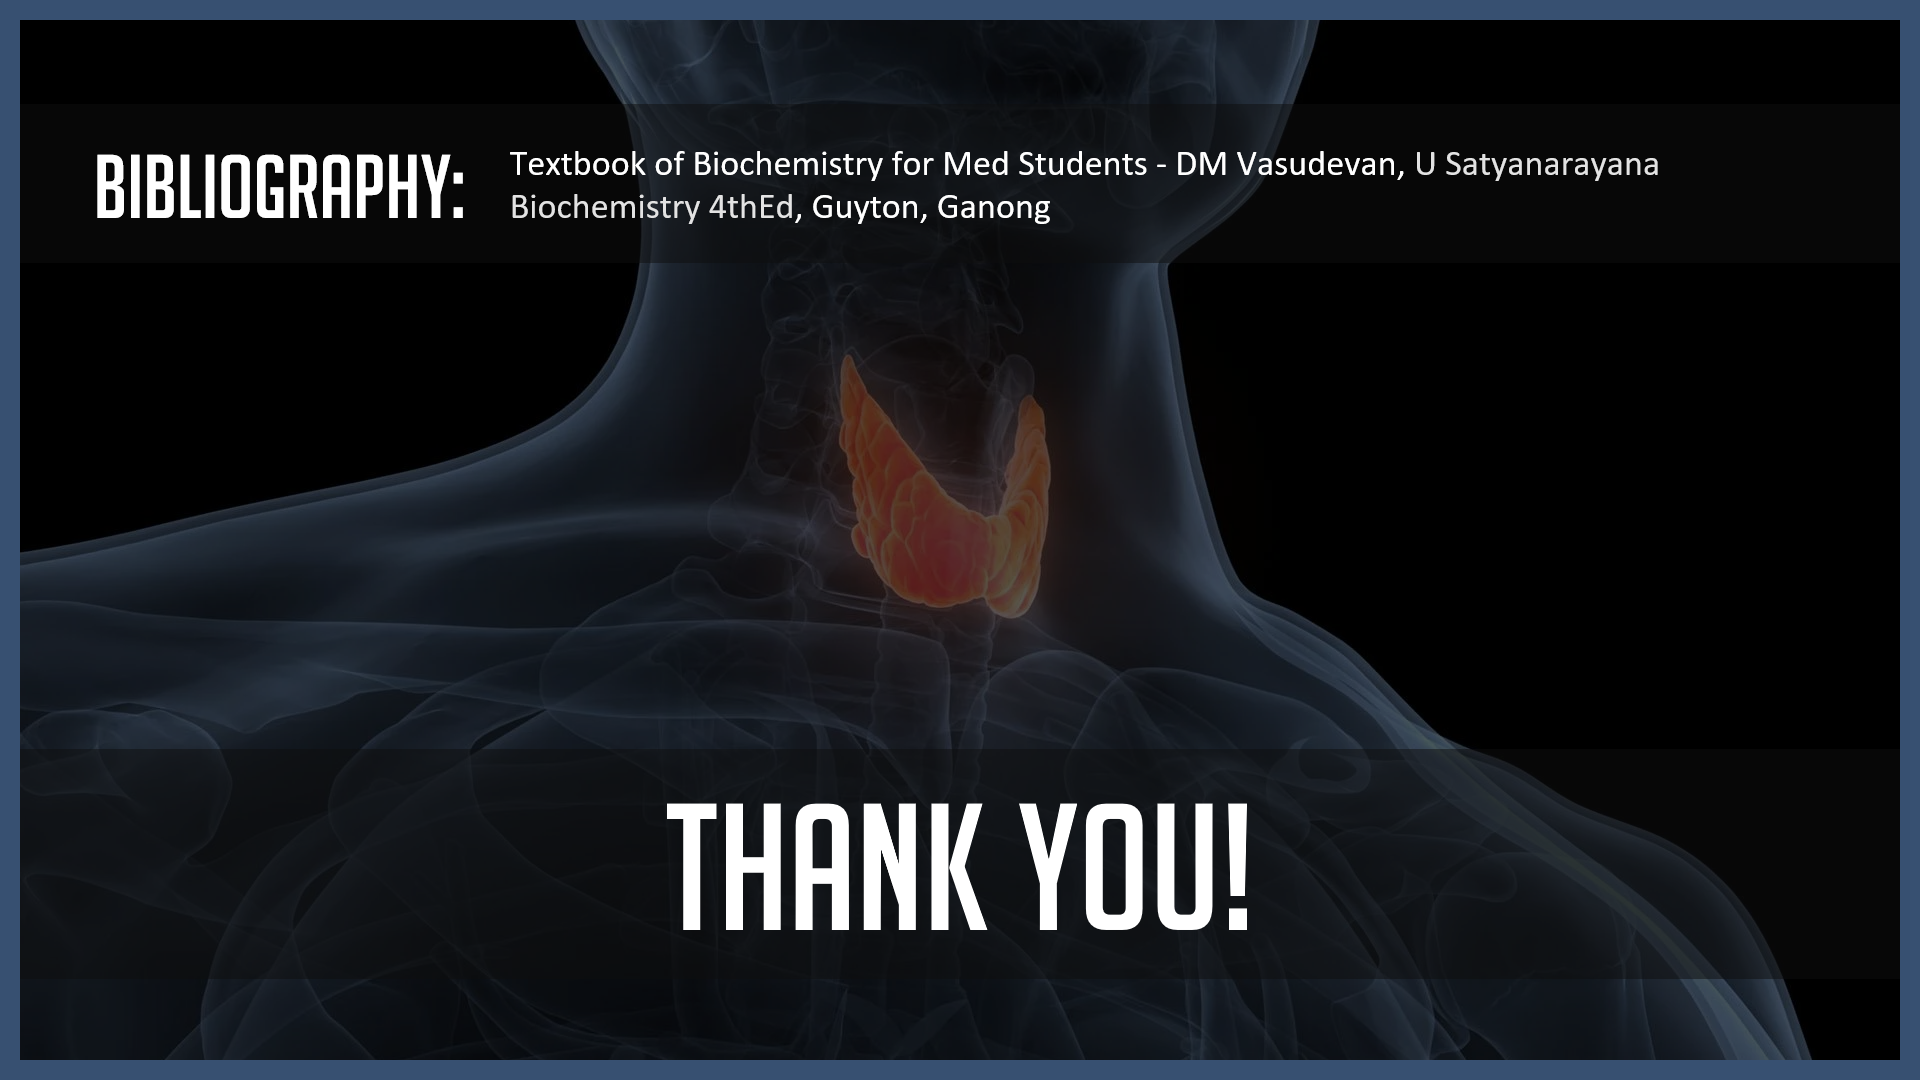 BIBLIOGRAPHY:
Textbook of Biochemistry for Med Students - DM Vasudevan, U Satyanarayana
Biochemistry 4thEd, Guyton, Ganong
THANK YOU!